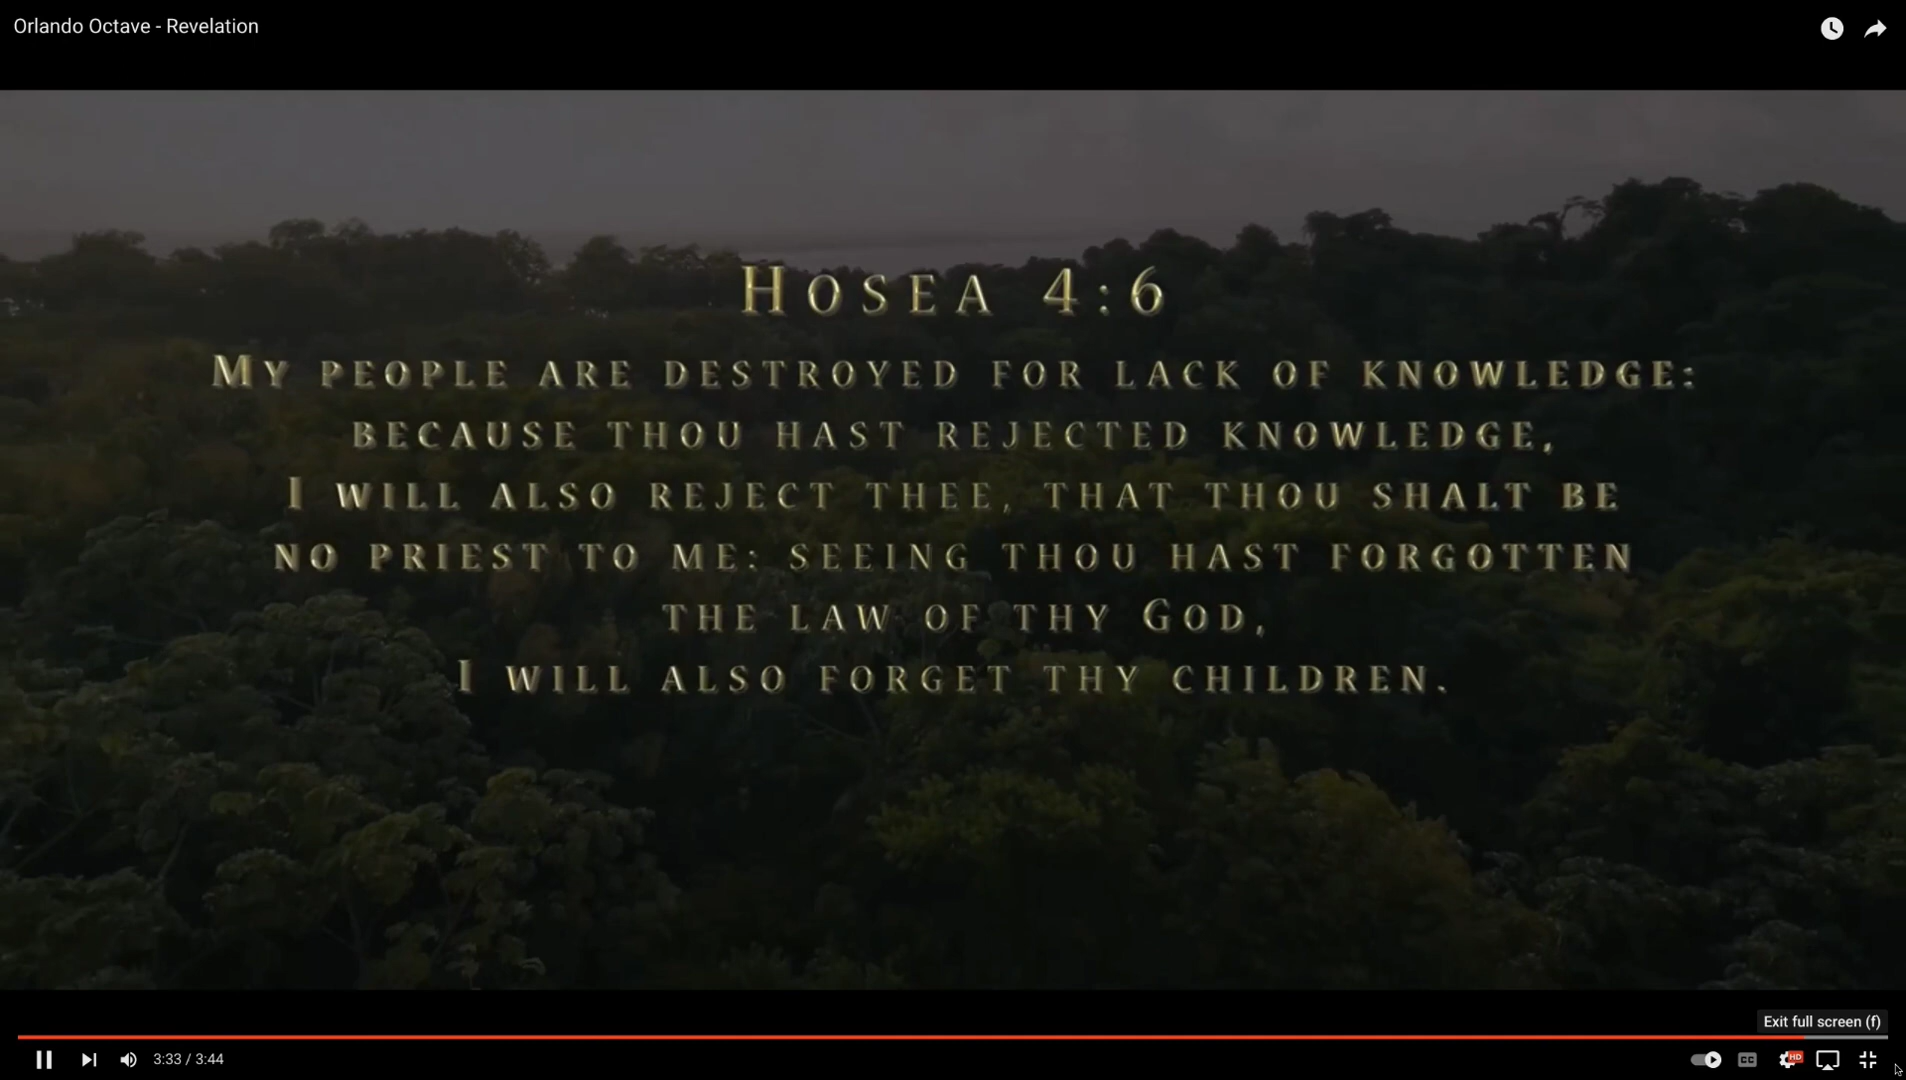 Orlando Octave - Revelation
HOSEA 4:6
MY PEOPLE ARE DESTROYED FOR LACK OF KNOWLEDGE:
BECAUSE THOU HAST REJECTED KNOWLEDGE,
I WILL ALSO REJECT THEE, THAT THOU SHALT BE
NO PRIEST TO ME: SEEING THOU HAST FORGOTTEN
THE LAW OF THY GOD,
I WILL ALSO FORGET THY CHILDREN.
Exit full screen (f)
3:33 / 3:44
CC
HD